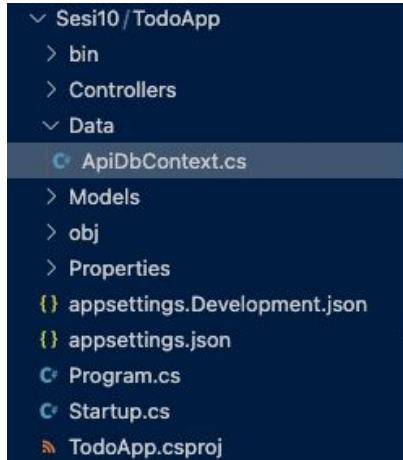 Sesi10/TodoApp
bin
Controllers
Data
C# ApiDbContext.cs
Models
obj
Properties
{} appsettings.Development.json
{} appsettings.json
C# Program.cs
C# Startup.cs
TodoApp.csproj